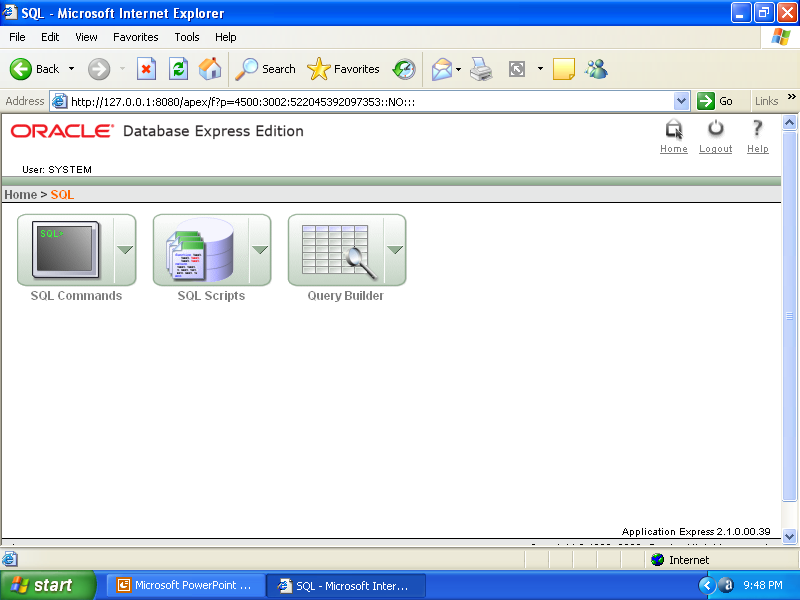 SQL - Microsoft Internet Explorer
File Edit View Favorites Tools Help
Back Search Favorites
Address http://127.0.0.1:8080/apex/f?p=4500:3002:522045392097353::NO::: Go Links »
ORACLE Database Express Edition
Home Logout Help
User: SYSTEM
Home > SQL
SQL>
SQL Commands SQL Scripts Query Builder
Application Express 2.1.0.00.39
Internet
start Microsoft PowerPoint ... SQL - Microsoft Inter... 9:48 PM